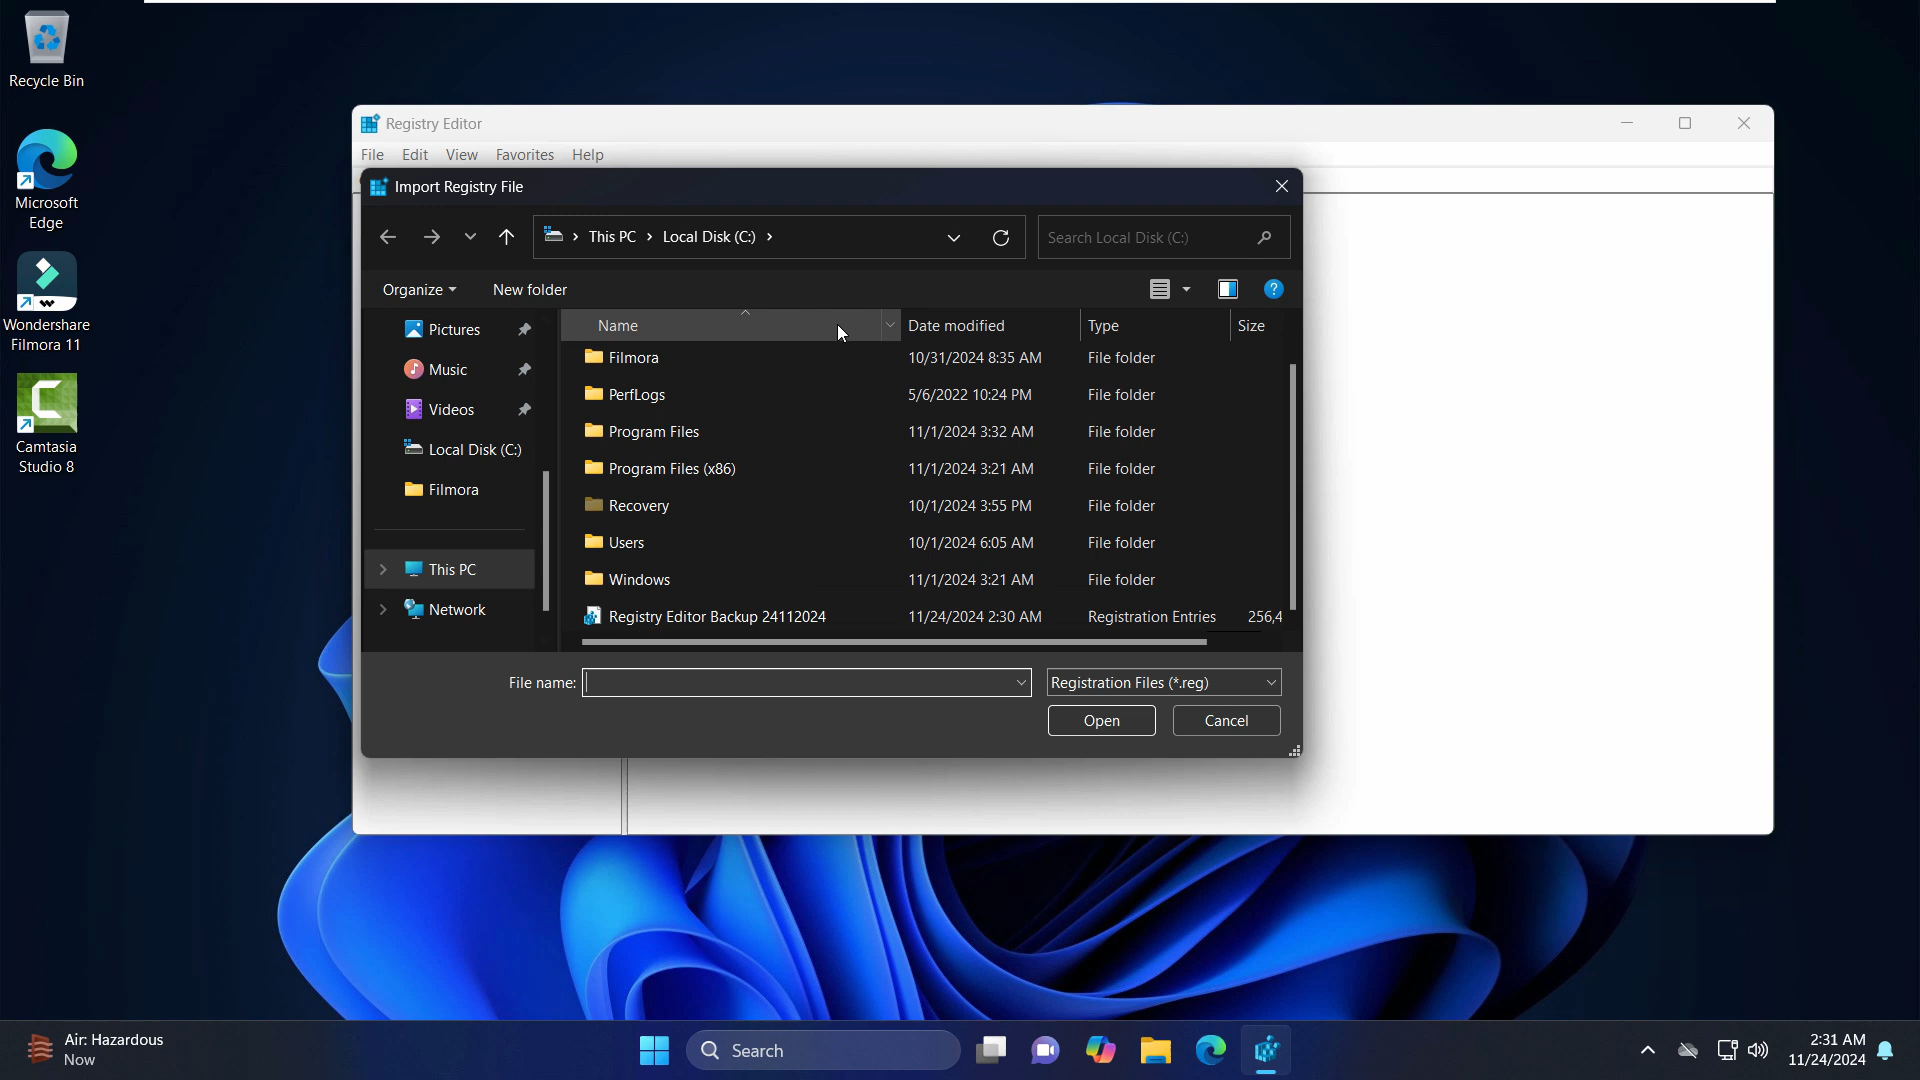 Recycle Bin
Microsoft
Edge
Wondershare
Filmora 11
Camtasia
Studio 8
Registry Editor
File Edit View Favorites Help
Import Registry File
This PC Local Disk (C:)
Search Local Disk (C:)
Organize New folder
Pictures
Music
Videos
Local Disk (C:)
Filmora
This PC
Network
Name Date modified Type Size
Filmora 10/31/2024 8:35 AM File folder
PerfLogs 5/6/2022 10:24 PM File folder
Program Files 11/1/2024 3:32 AM File folder
Program Files (x86) 11/1/2024 3:21 AM File folder
Recovery 10/1/2024 3:55 PM File folder
Users 10/1/2024 6:05 AM File folder
Windows 11/1/2024 3:21 AM File folder
Registry Editor Backup 24112024 11/24/2024 2:30 AM Registration Entries 256,4
File name: Registration Files (*.reg)
Open Cancel
Air: Hazardous
Now
Search
2:31 AM
11/24/2024